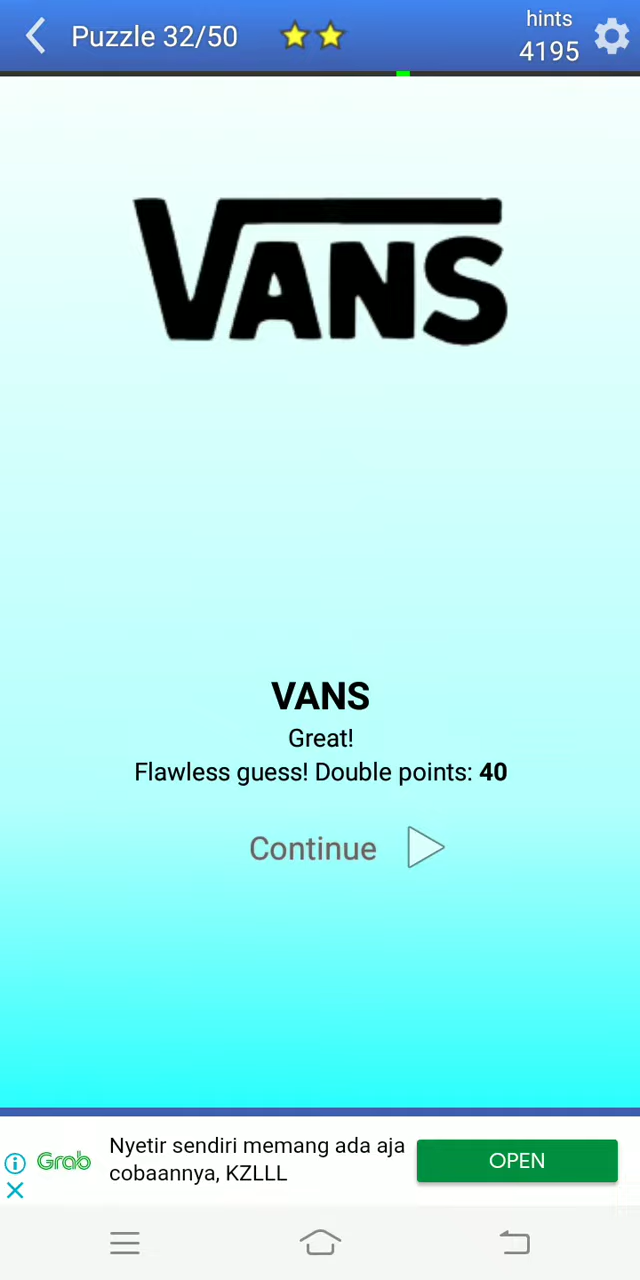 Puzzle 32/50
hints
4195
VANS
VANS
Great!
Flawless guess! Double points: 40
Continue
Grab
Nyetir sendiri memang ada aja
cobaannya, KZLLL
OPEN